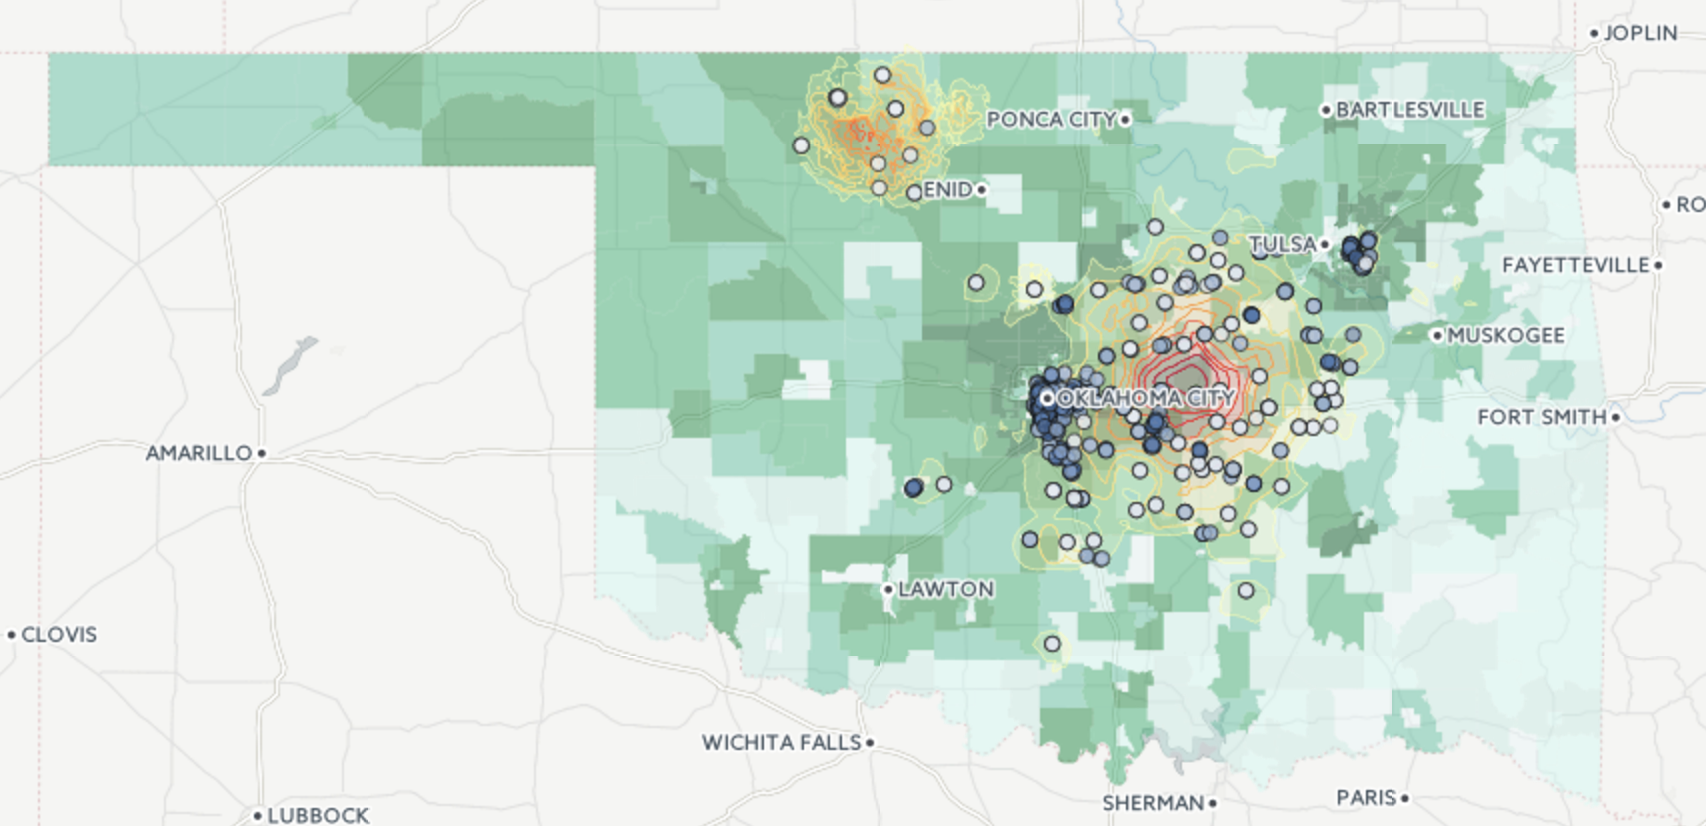 JOPLIN
BARTLESVILLE
PONCA CITY
ENID
RO
TULSA
FAYETTEVILLE
MUSKOGEE
OKLAHOMA CITY
FORT SMITH
AMARILLO
LAWTON
CLOVIS
WICHITA FALLS
PARIS
SHERMAN
LUBBOCK